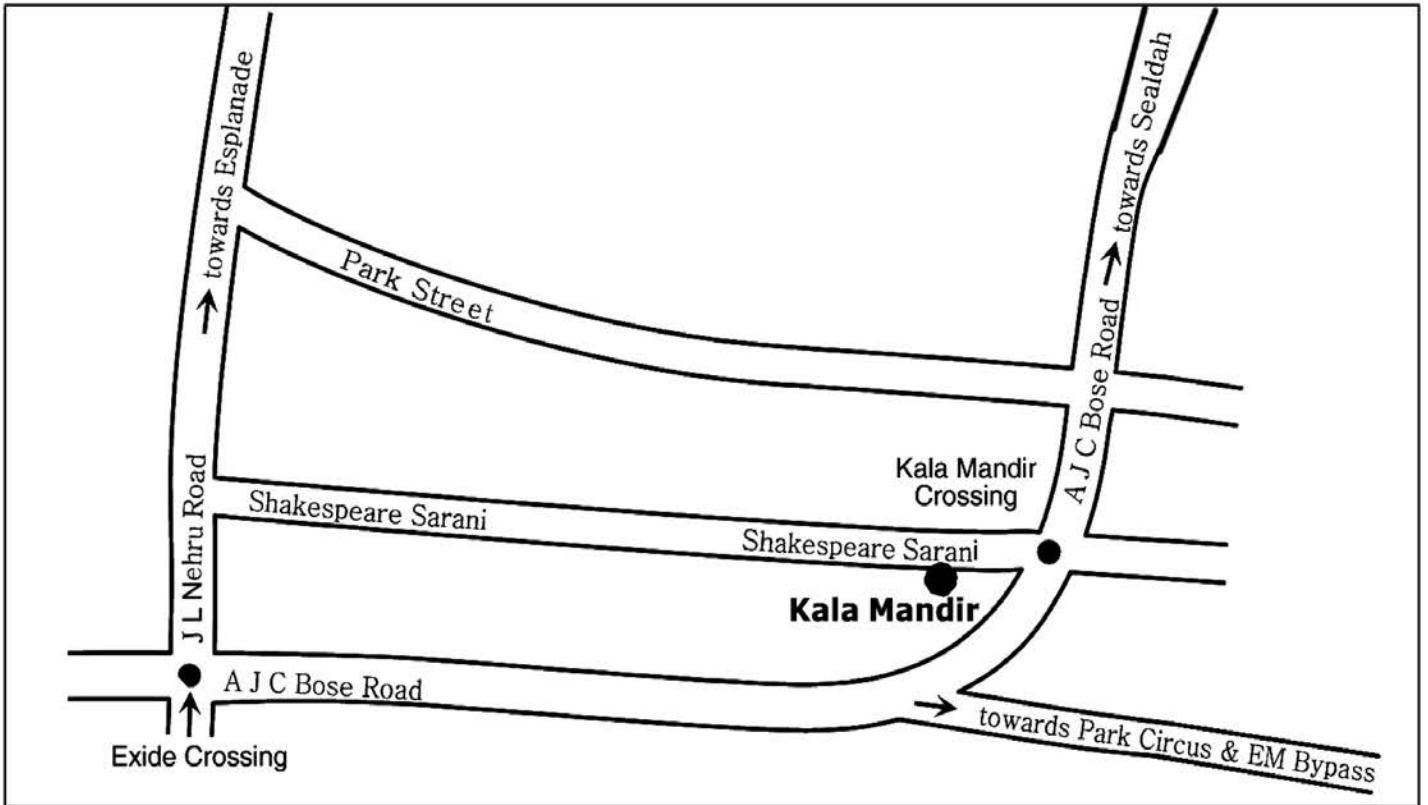 towards Esplanade
towards Sealdah
Park Street
A J C Bose Road
J L Nehru Road
Kala Mandir
Crossing
Shakespeare Sarani
Shakespeare Sarani
Kala Mandir
A J C Bose Road
towards Park Circus & EM Bypass
Exide Crossing